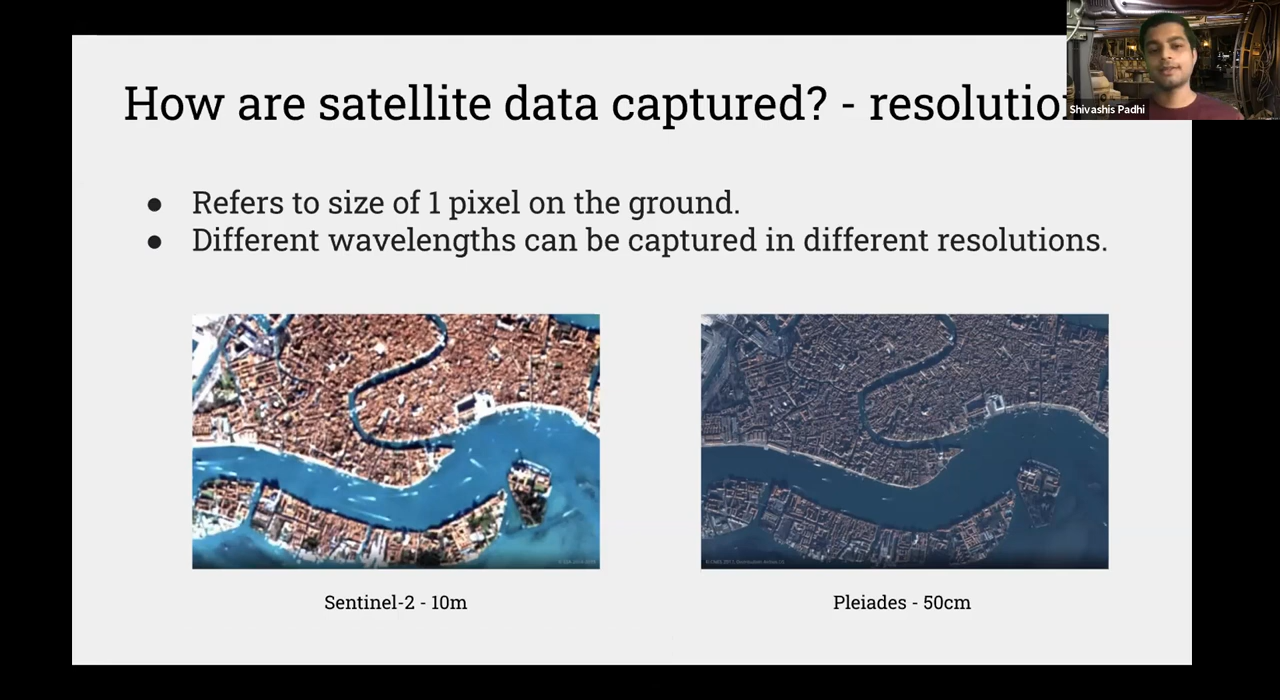 How are satellite data captured? - resolutio
Shivashis Padhi
● Refers to size of 1 pixel on the ground.
● Different wavelengths can be captured in different resolutions.
Sentinel-2 - 10m
Pleiades - 50cm